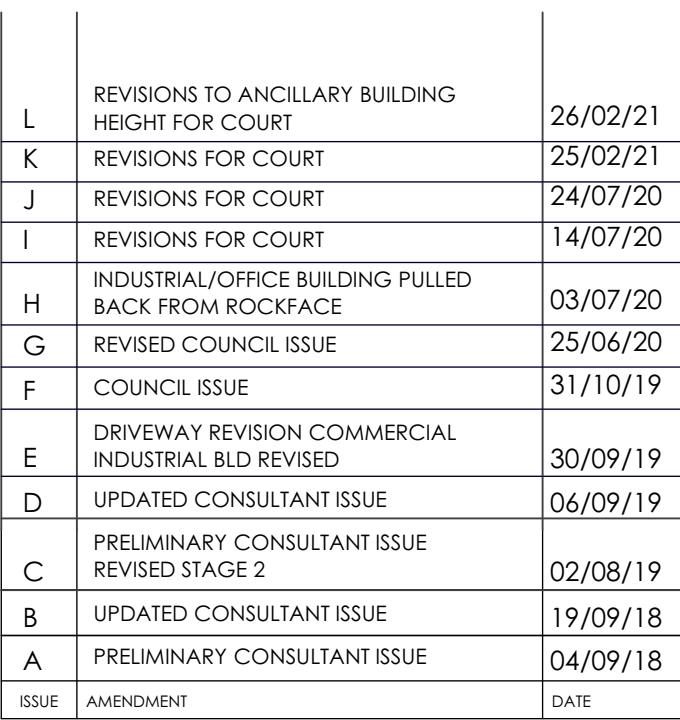 L REVISIONS TO ANCILLARY BUILDING
HEIGHT FOR COURT 26/02/21
K REVISIONS FOR COURT 25/02/21
J REVISIONS FOR COURT 24/07/20
I REVISIONS FOR COURT 14/07/20
H INDUSTRIAL/OFFICE BUILDING PULLED
BACK FROM ROCKFACE 03/07/20
G REVISED COUNCIL ISSUE 25/06/20
F COUNCIL ISSUE 31/10/19
E DRIVEWAY REVISION COMMERCIAL
INDUSTRIAL BLD REVISED 30/09/19
D UPDATED CONSULTANT ISSUE 06/09/19
C PRELIMINARY CONSULTANT ISSUE
REVISED STAGE 2 02/08/19
B UPDATED CONSULTANT ISSUE 19/09/18
A PRELIMINARY CONSULTANT ISSUE 04/09/18
ISSUE AMENDMENT DATE